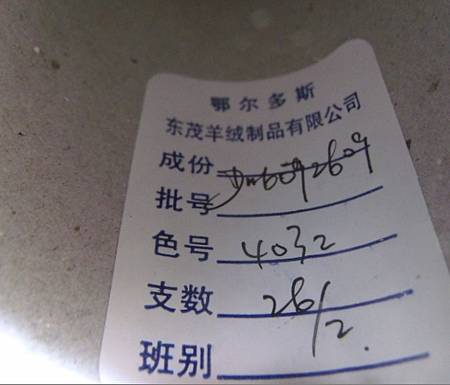 鄂尔多斯
东茂羊绒制品有限公司
成份
批号
色号 4032
支数 26/2
班别